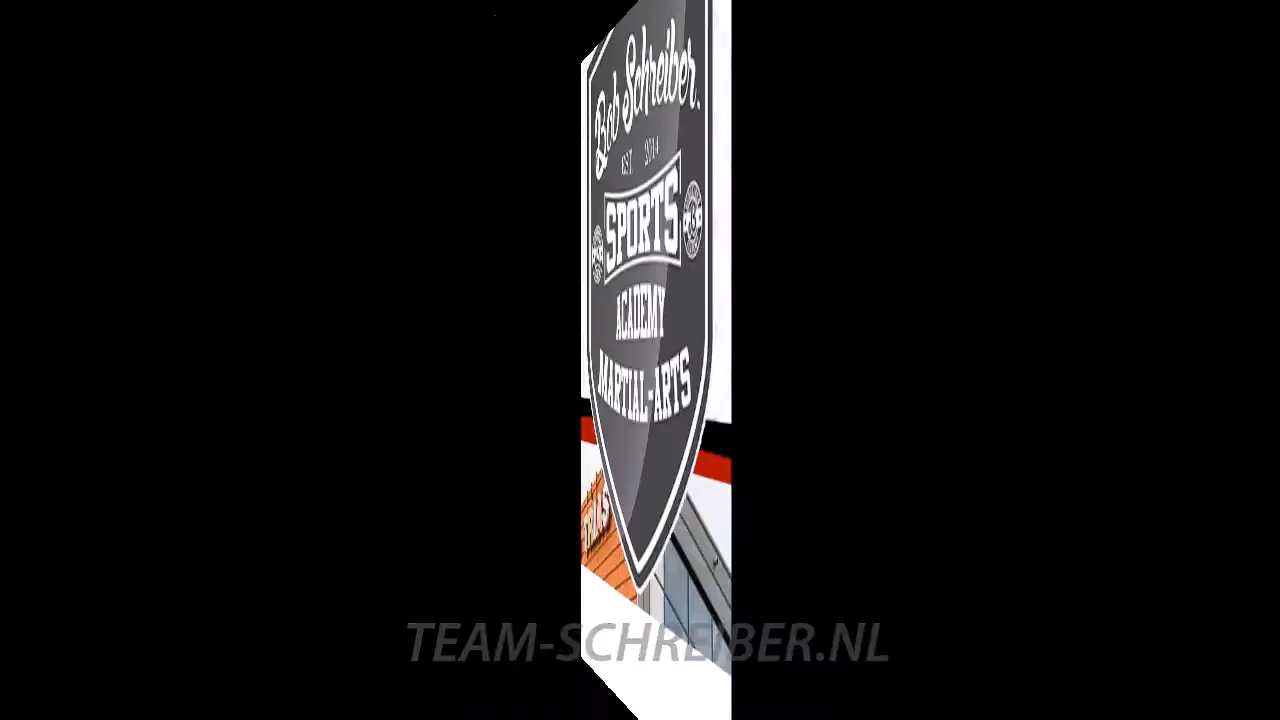 Bob Schreiber.
EST. 2014
SPORTS
ACADEMY
MARTIAL-ARTS
TEAM-SCHREIBER.NL